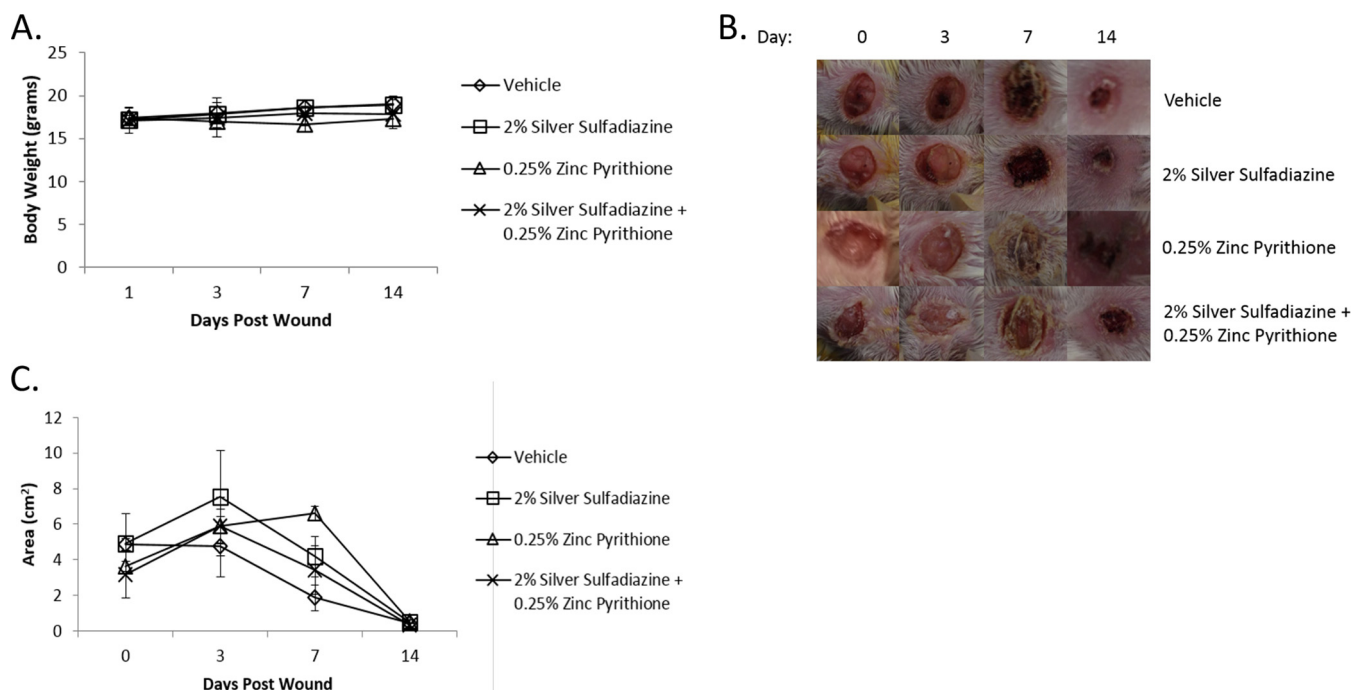 A.
25
20
15
10
5
0
Body Weight (grams)
1 3 7 14
Days Post Wound
Vehicle
2% Silver Sulfadiazine
0.25% Zinc Pyrithione
2% Silver Sulfadiazine +
0.25% Zinc Pyrithione
B.
Day: 0 3 7 14
Vehicle
2% Silver Sulfadiazine
0.25% Zinc Pyrithione
2% Silver Sulfadiazine +
0.25% Zinc Pyrithione
C.
12
10
8
6
4
2
0
Area (cm²)
0 3 7 14
Days Post Wound
Vehicle
2% Silver Sulfadiazine
0.25% Zinc Pyrithione
2% Silver Sulfadiazine +
0.25% Zinc Pyrithione